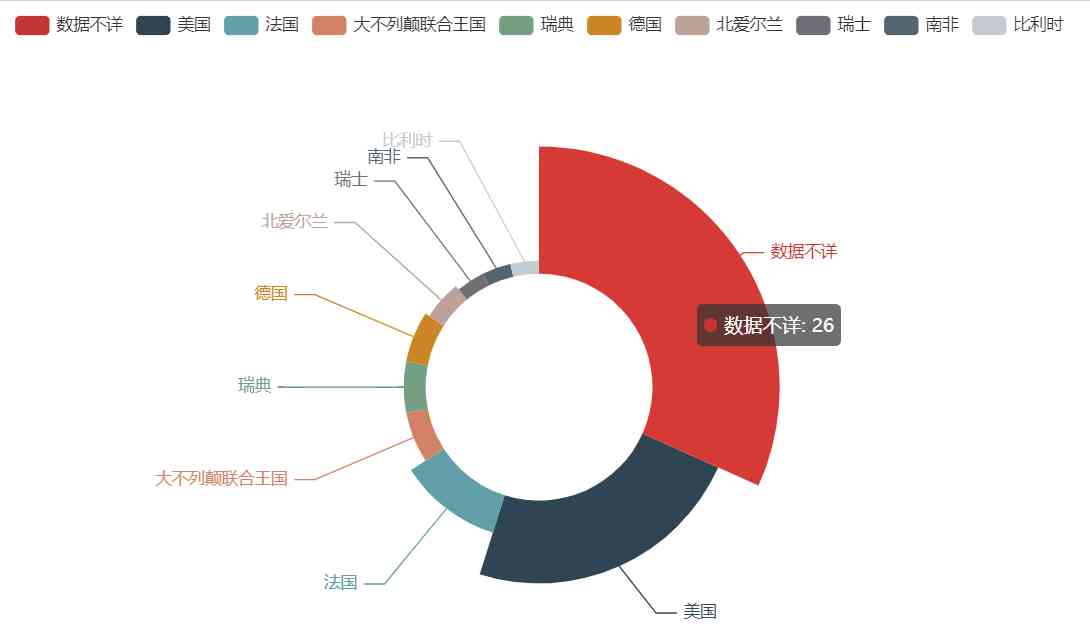 数据不详 美国 法国 大不列颠联合王国 瑞典 德国 北爱尔兰 瑞士 南非 比利时
比利时
南非
瑞士
北爱尔兰
数据不详
德国
数据不详: 26
瑞典
大不列颠联合王国
法国
美国